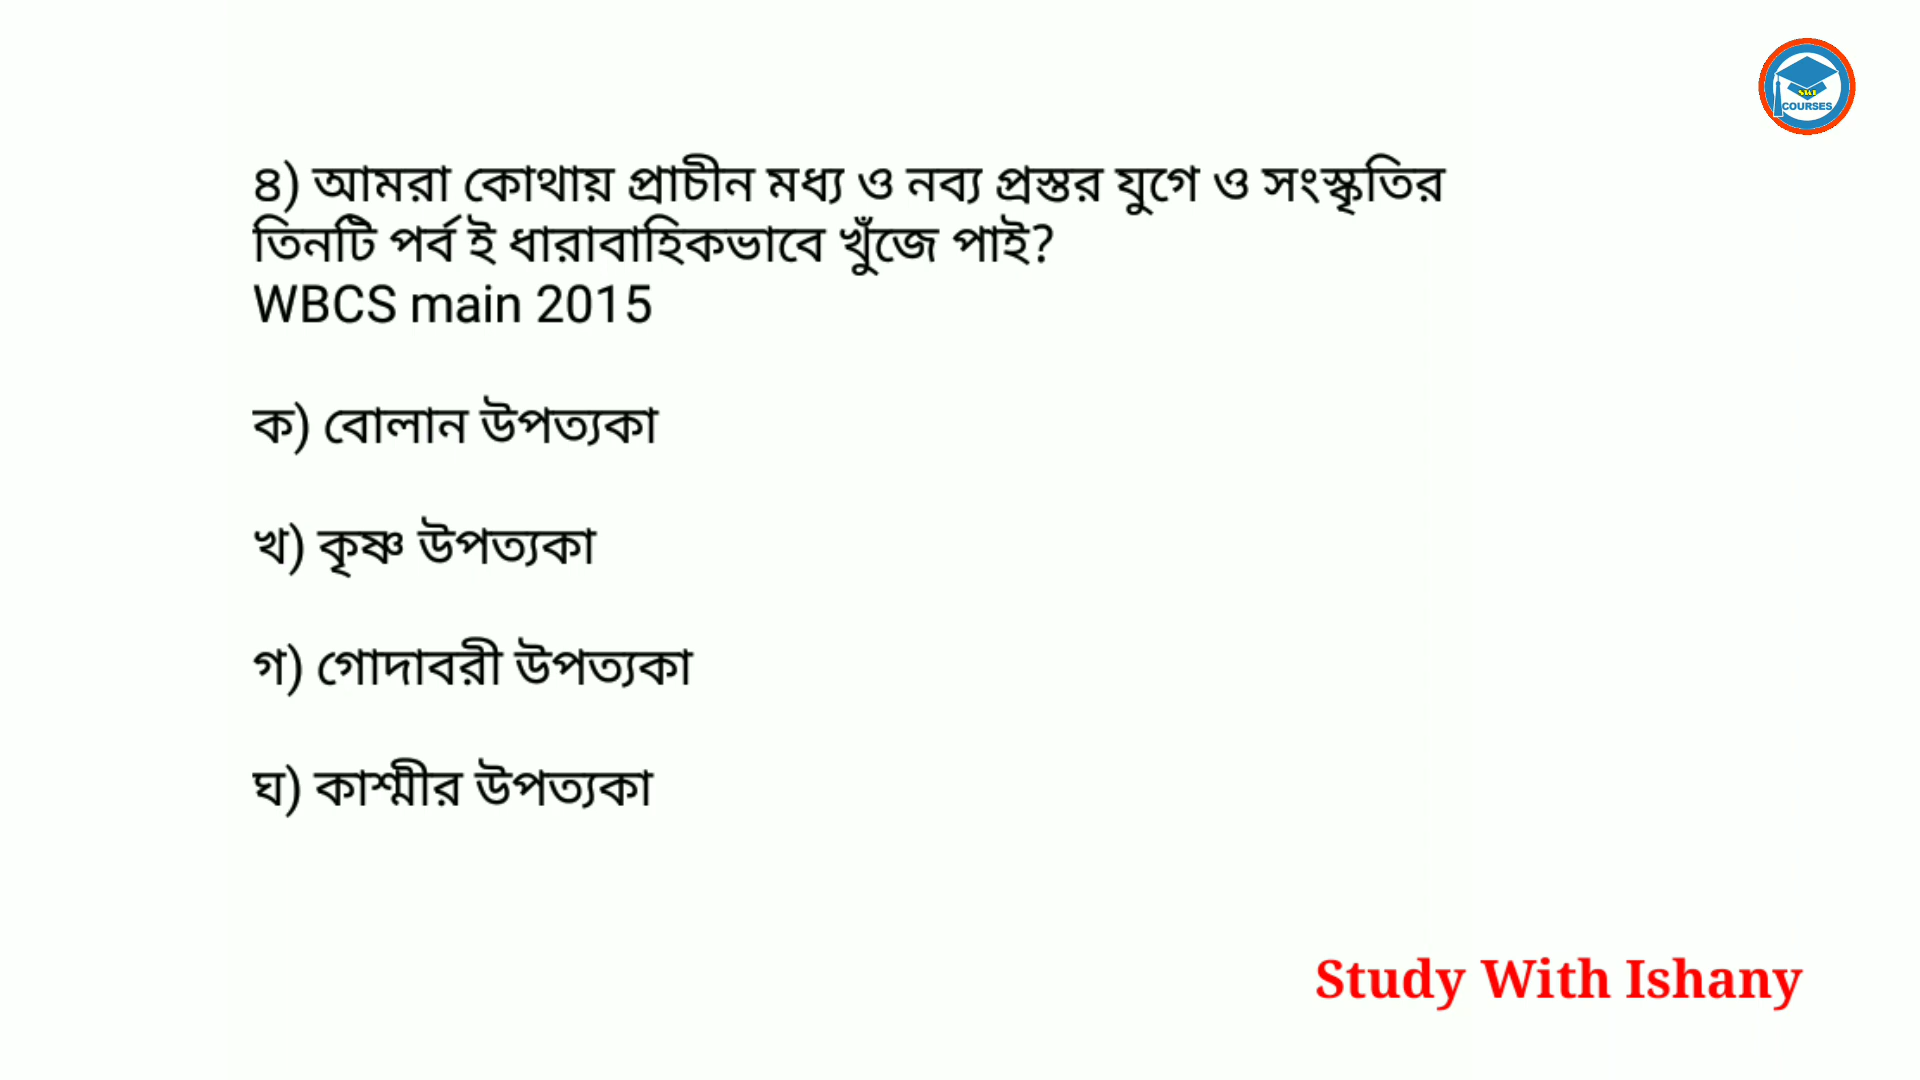 COURSES
৪) আমরা কোথায় প্রাচীন মধ্য ও নব্য প্রস্তর যুগে ও সংস্কৃতির
তিনটি পর্ব ই ধারাবাহিকভাবে খুঁজে পাই?
WBCS main 2015
ক) বোলান উপত্যকা
খ) কৃষ্ণ উপত্যকা
গ) গোদাবরী উপত্যকা
ঘ) কাশ্মীর উপত্যকা
Study With Ishany